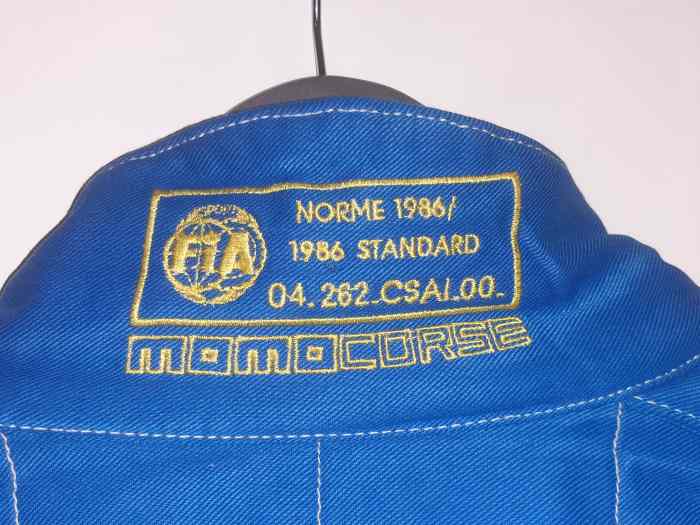 FIA
NORME 1986/
1986 STANDARD
04.262.CSAI.00.
MOMOCORSE